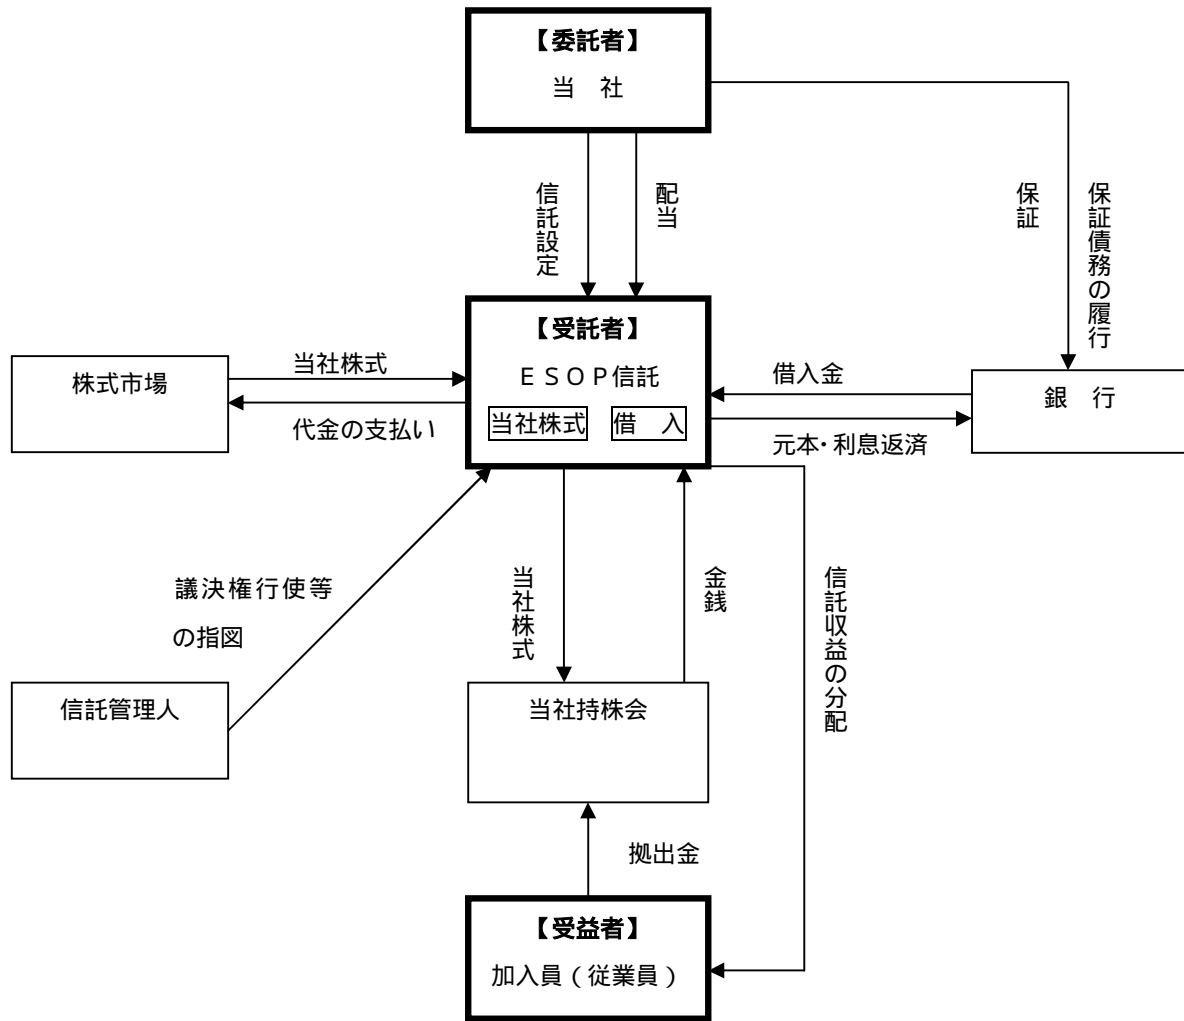 【委託者】
当　社
信託設定
配当
保証
保証債務の履行
【受託者】
ＥＳＯＰ信託
当社株式
借　入
株式市場
当社株式
代金の支払い
借入金
元本・利息返済
銀　行
議決権行使等
の指図
信託管理人
当社株式
金銭
信託収益の分配
当社持株会
拠出金
【受益者】
加入員（従業員）